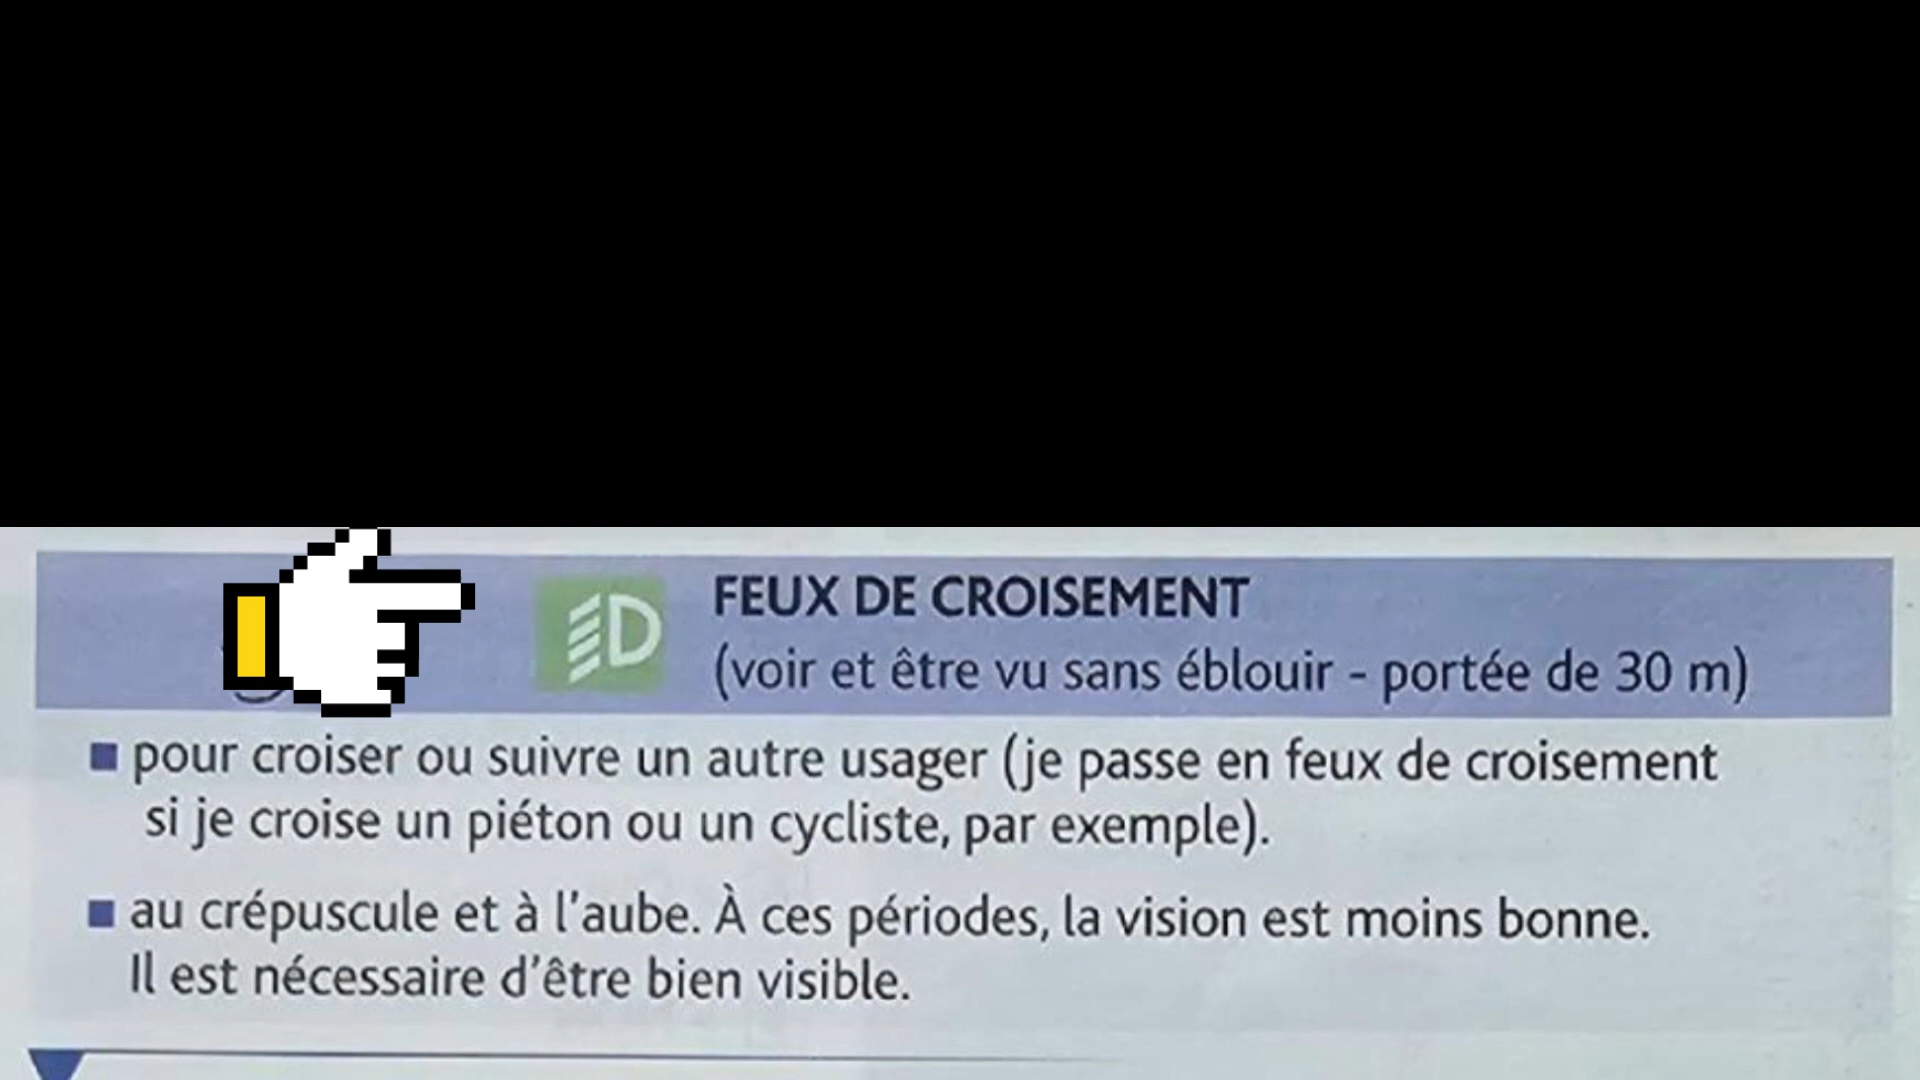 FEUX DE CROISEMENT
(voir et être vu sans éblouir - portée de 30 m)
■ pour croiser ou suivre un autre usager (je passe en feux de croisement
si je croise un piéton ou un cycliste, par exemple).
■ au crépuscule et à l'aube. À ces périodes, la vision est moins bonne.
Il est nécessaire d'être bien visible.